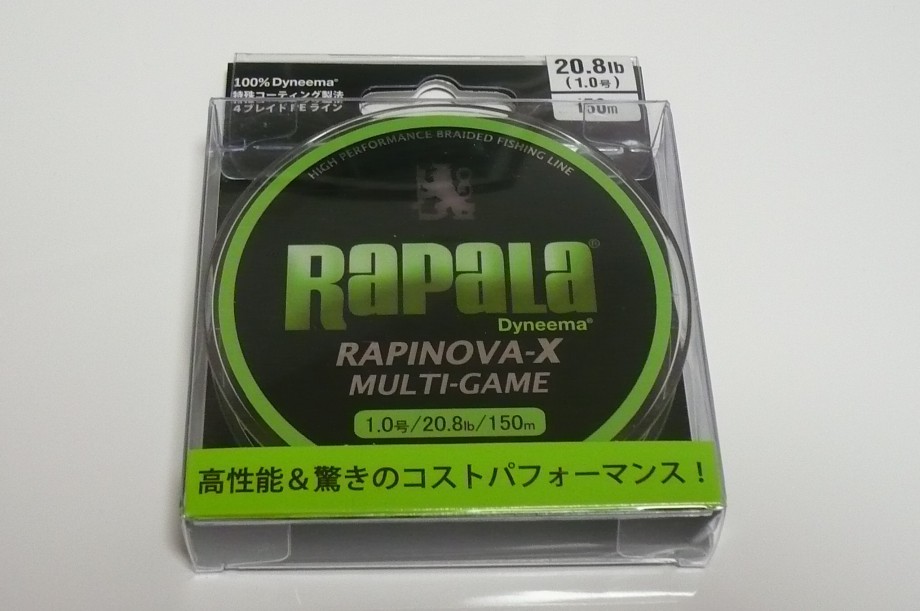 100% Dyneema®
特殊コーティング製法
4ブレイドPEライン
20.8lb
(1.0号)
150m
HIGH PERFORMANCE BRAIDED FISHING LINE
RAPALA®
Dyneema®
RAPINOVA-X
MULTI-GAME
1.0号/20.8lb/150m
高性能&驚きのコストパフォーマンス!